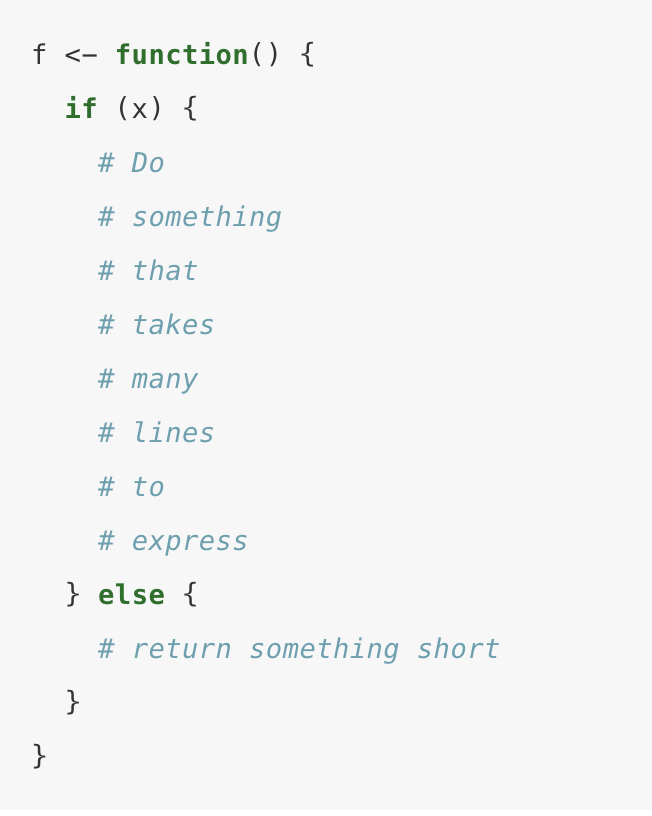 f <- function() {
  if (x) {
    # Do
    # something
    # that
    # takes
    # many
    # lines
    # to
    # express
  } else {
    # return something short
  }
}